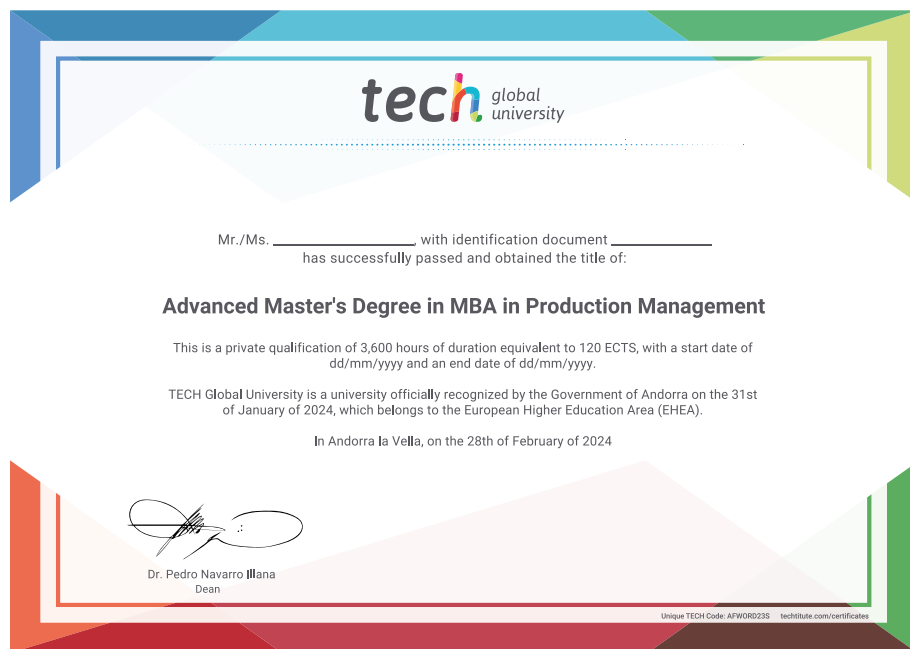 tech global
university
Mr./Ms. ____________, with identification document ____________
has successfully passed and obtained the title of:
Advanced Master's Degree in MBA in Production Management
This is a private qualification of 3,600 hours of duration equivalent to 120 ECTS, with a start date of
dd/mm/yyyy and an end date of dd/mm/yyyy.
TECH Global University is a university officially recognized by the Government of Andorra on the 31st
of January of 2024, which belongs to the European Higher Education Area (EHEA).
In Andorra la Vella, on the 28th of February of 2024
Dr. Pedro Navarro Illana
Dean
Unique TECH Code: AFWORD23S techtitute.com/certificates